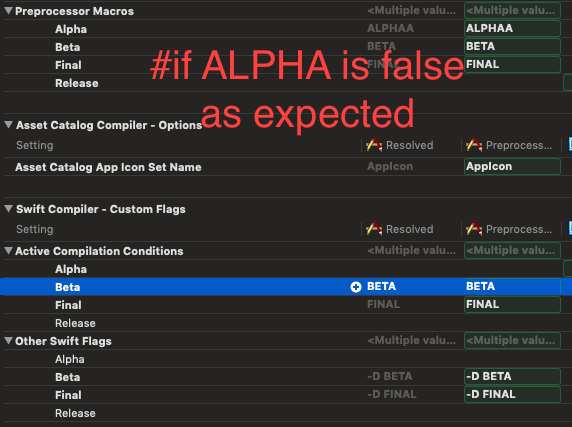 Preprocessor Macros <Multiple valu... <Multiple valu...
Alpha ALPHAA ALPHAA
Beta BETA BETA
Final FINAL FINAL
#if ALPHA is false
Release
as expected
Asset Catalog Compiler - Options
Setting Resolved Preprocess...
Asset Catalog App Icon Set Name AppIcon AppIcon
Swift Compiler - Custom Flags
Setting Resolved Preprocess...
Active Compilation Conditions <Multiple valu... <Multiple valu...
Alpha
Beta BETA BETA
Final FINAL FINAL
Release
Other Swift Flags <Multiple valu... <Multiple valu...
Alpha
Beta -D BETA -D BETA
Final -D FINAL -D FINAL
Release